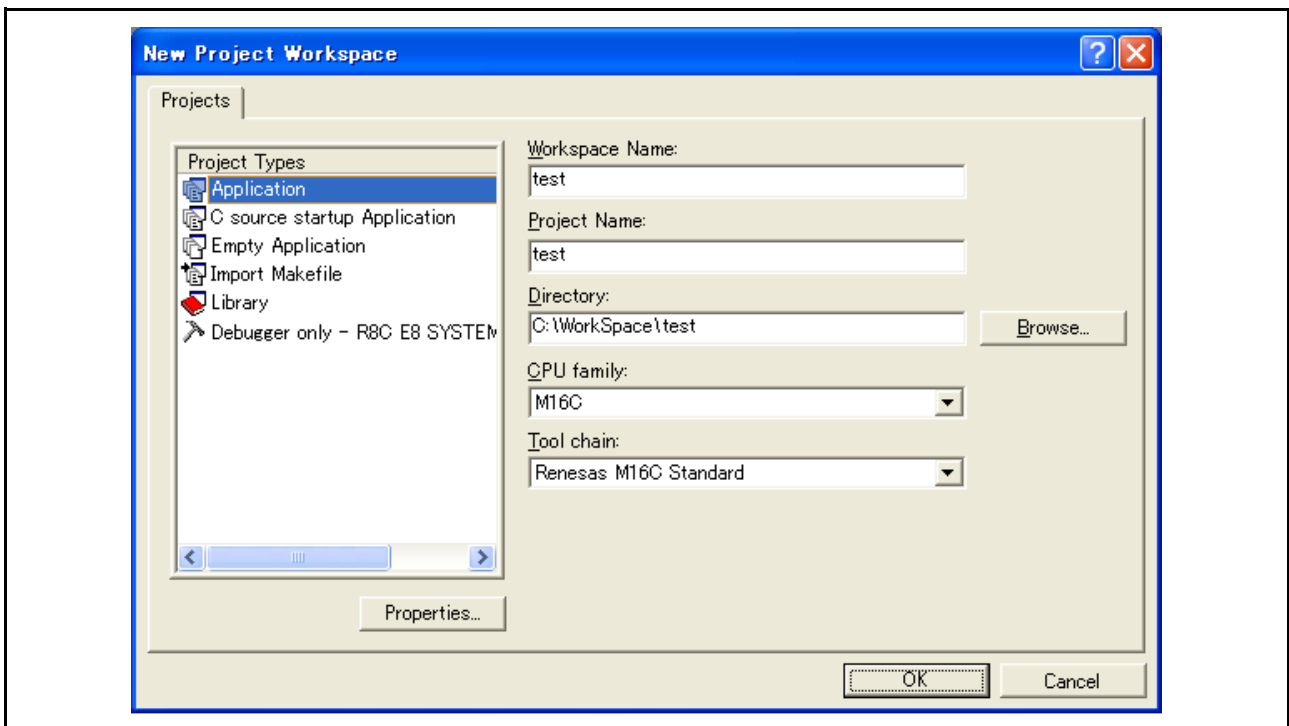 New Project Workspace
Projects
Project Types
Application
C source startup Application
Empty Application
Import Makefile
Library
Debugger only - R8C E8 SYSTEM
Workspace Name:
test
Project Name:
test
Directory:
C:\WorkSpace\test
Browse...
CPU family:
M16C
Tool chain:
Renesas M16C Standard
Properties...
OK
Cancel